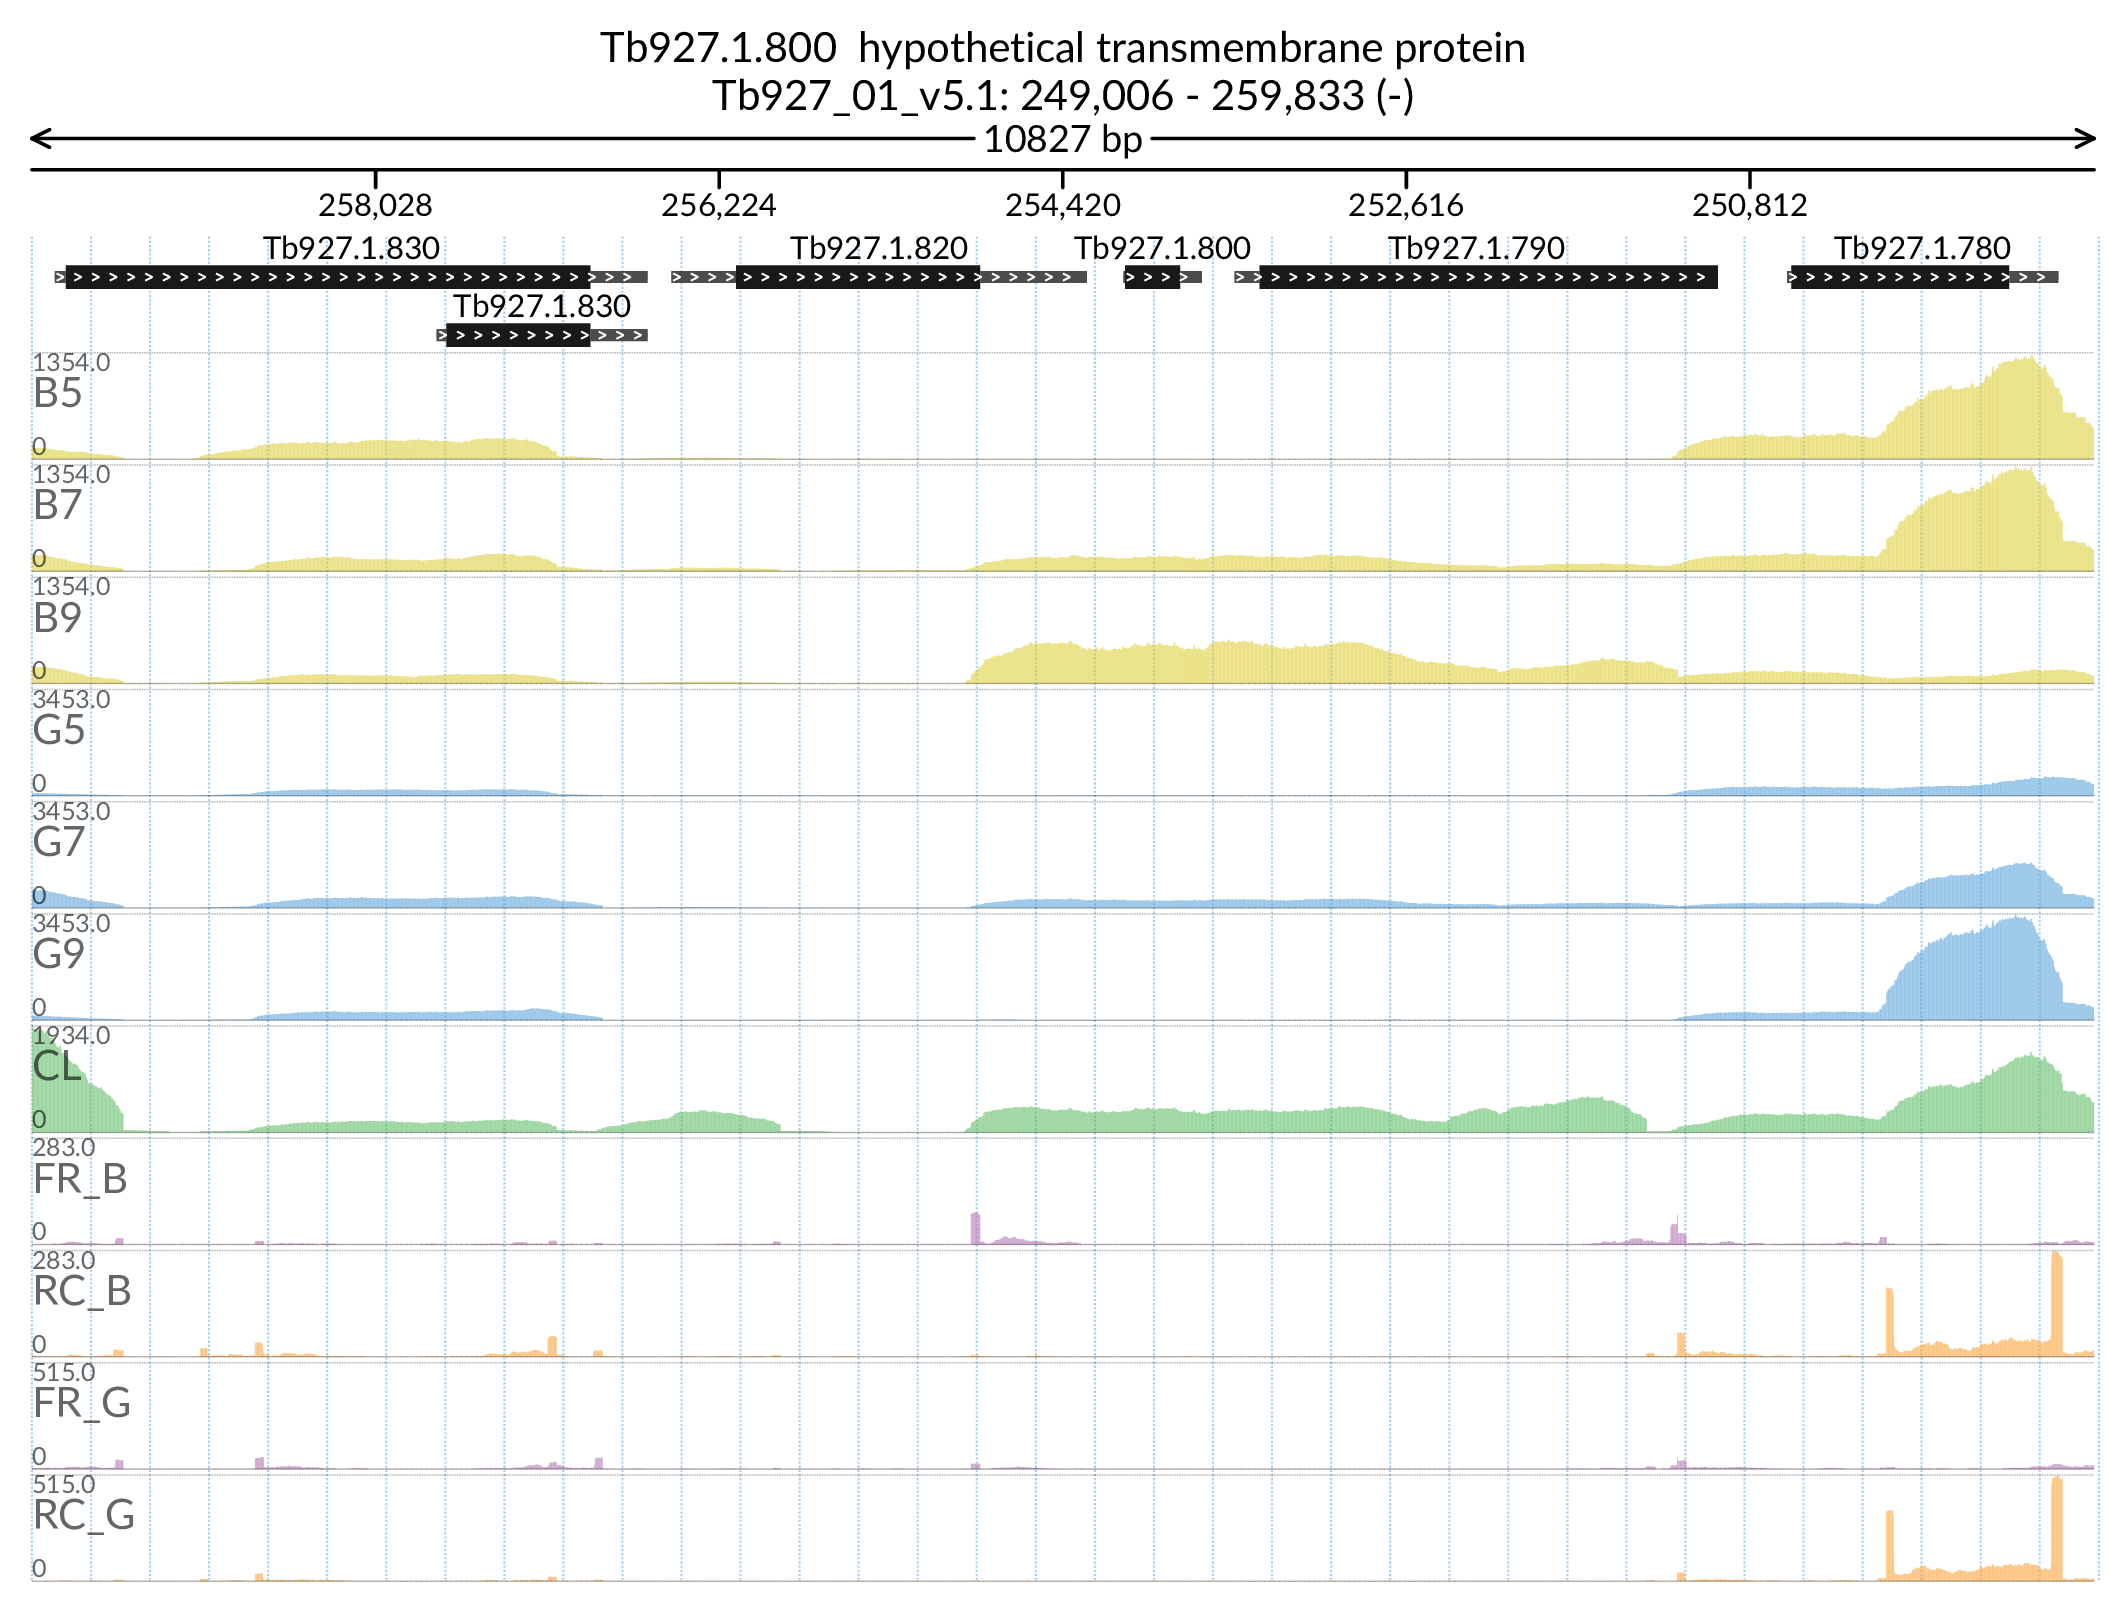 Tb927.1.800  hypothetical transmembrane protein
Tb927_01_v5.1: 249,006 - 259,833 (-)
10827 bp
258,028 256,224 254,420 252,616 250,812
Tb927.1.830 Tb927.1.820 Tb927.1.800 Tb927.1.790 Tb927.1.780
Tb927.1.830
1354.0
B5
0
1354.0
B7
0
1354.0
B9
0
3453.0
G5
0
3453.0
G7
0
3453.0
G9
0
1934.0
CL
0
283.0
FR_B
0
283.0
RC_B
0
515.0
FR_G
0
515.0
RC_G
0